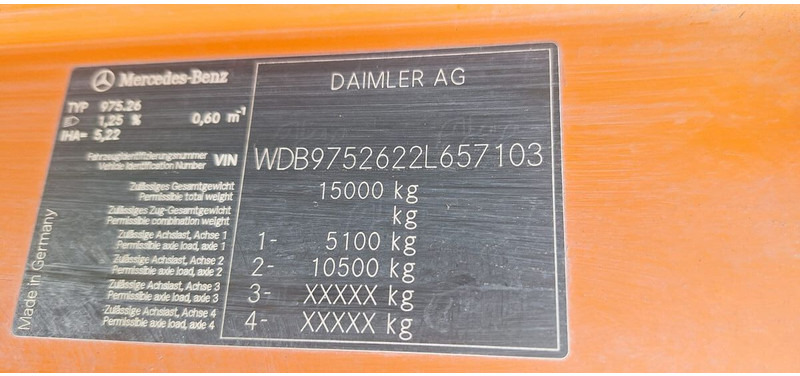 Mercedes-Benz
DAIMLER AG
TYP 975.26
1,25 % 0,60 m⁻¹
IHA= 5,22
Fahrzeugidentifizierungsnummer
Vehicle Identification Number VIN WDB9752622L657103
Zulässiges Gesamtgewicht
Permissible total weight 15000 kg
Zulässiges Zug-Gesamtgewicht
Permissible combination weight kg
Zulässige Achslast, Achse 1
Permissible axle load, axle 1 1- 5100 kg
Zulässige Achslast, Achse 2
Permissible axle load, axle 2 2- 10500 kg
Zulässige Achslast, Achse 3
Permissible axle load, axle 3 3- XXXXX kg
Zulässige Achslast, Achse 4
Permissible axle load, axle 4 4- XXXXX kg
Made in Germany